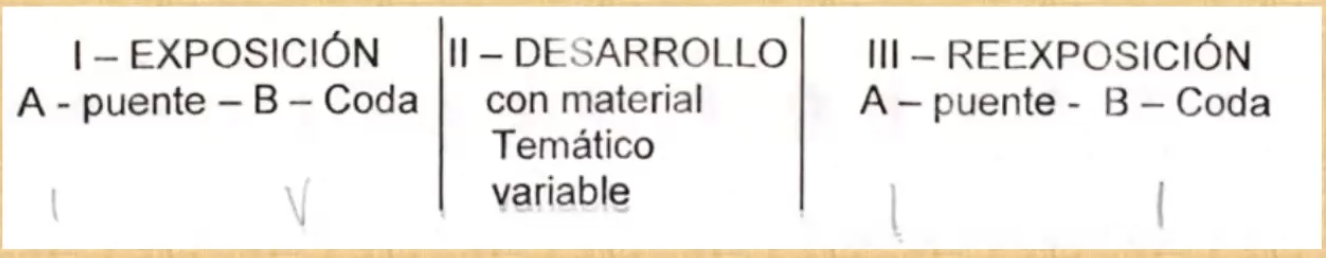 I – EXPOSICIÓN
A - puente – B – Coda
I V
II – DESARROLLO
con material
Temático
variable
III – REEXPOSICIÓN
A – puente - B – Coda
I I